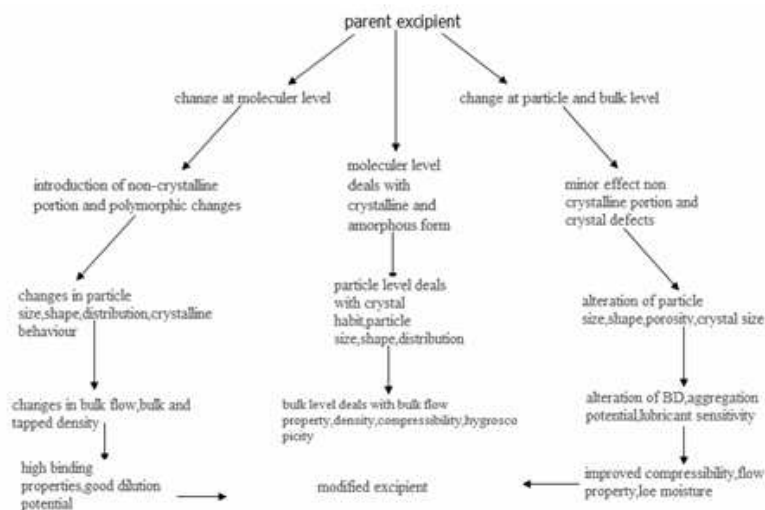 parent excipient
change at moleculer level
change at particle and bulk level
introduction of non-crystalline
portion and polymorphic changes
moleculer level
deals with
crystalline and
amorphous form
minor effect non
crystalline portion and
crystal defects
changes in particle
size,shape,distribution,crystalline
behaviour
particle level deals
with crystal
habit,particle
size,shape,distribution
alteration of particle
size,shape,porosity,crystal size
changes in bulk flow,bulk and
tapped density
bulk level deals with bulk flow
property,density,compressibility,hygrosco
picity
alteration of BD,aggregation
potential,lubricant sensitivity
high binding
properties,good dilution
potential
modified excipient
improved compressibility,flow
property,loe moisture